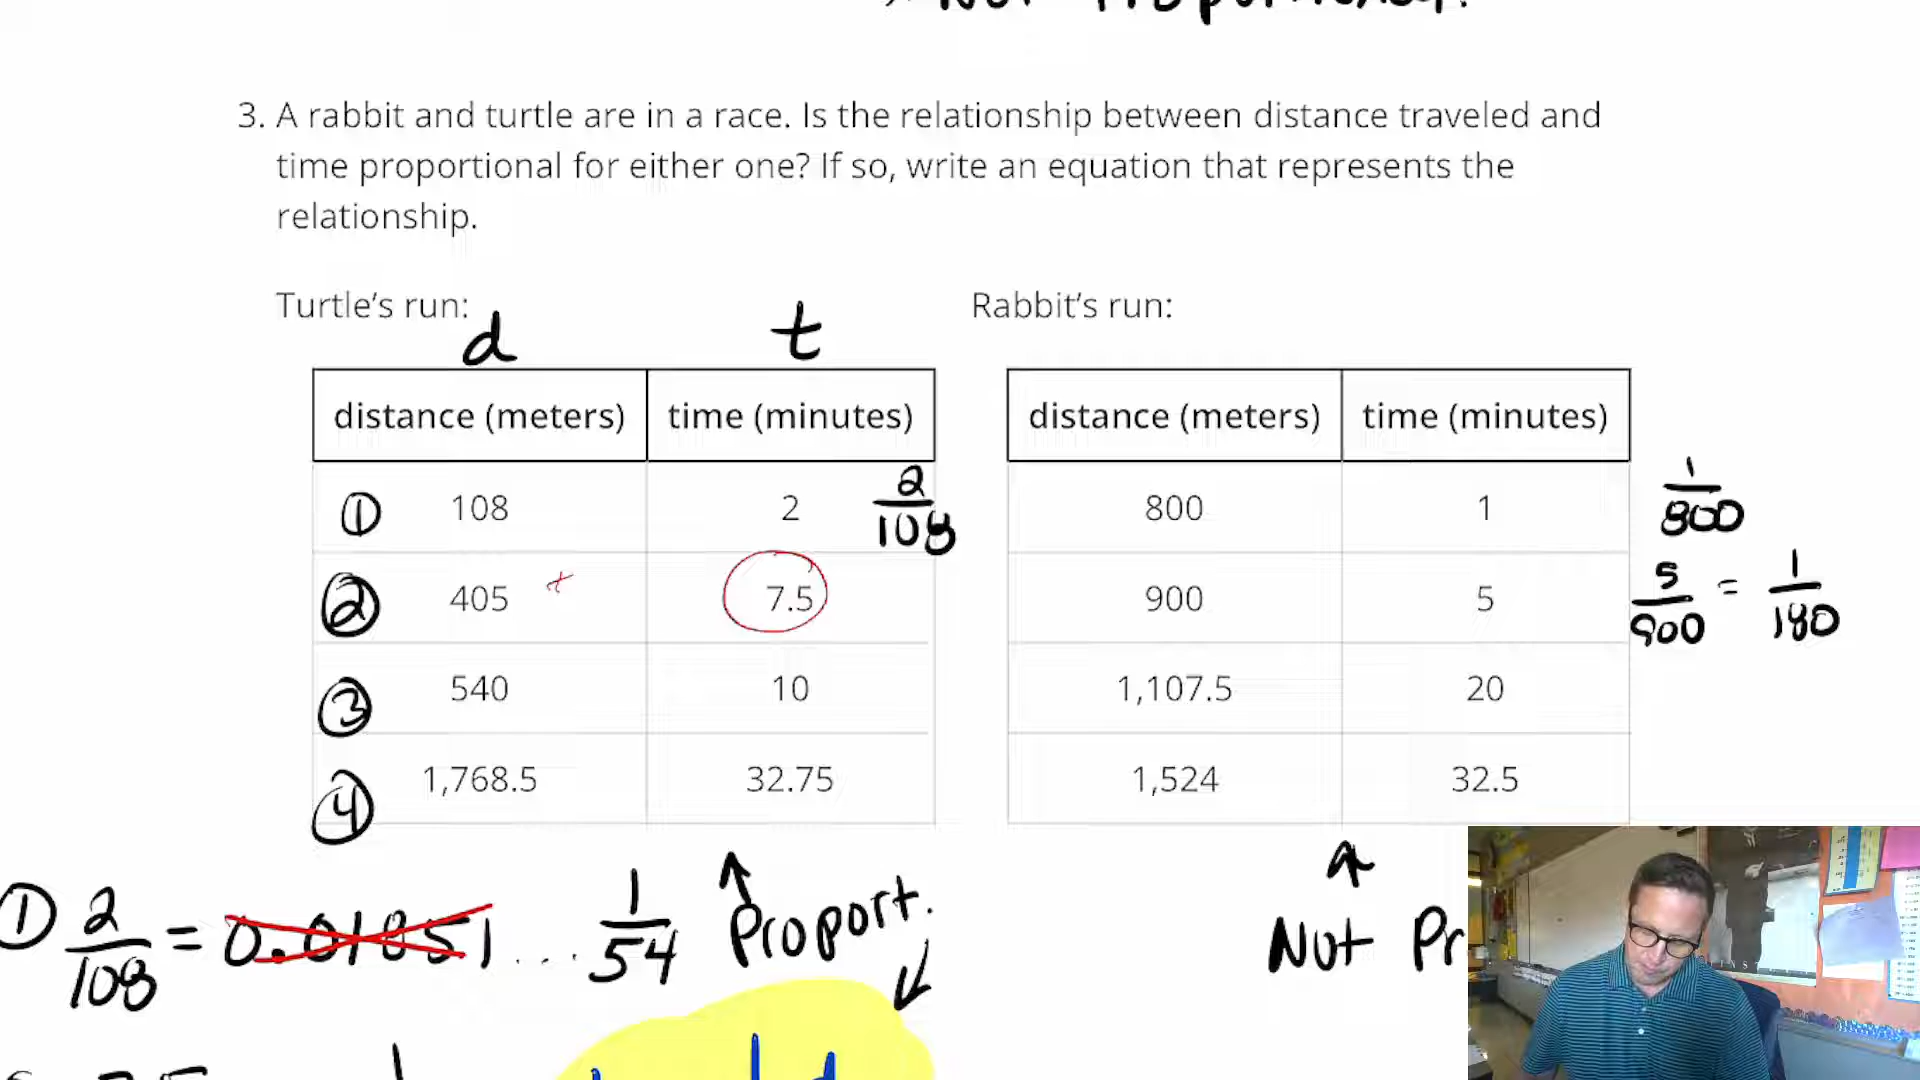 Not Proportional.
3. A rabbit and turtle are in a race. Is the relationship between distance traveled and
time proportional for either one? If so, write an equation that represents the
relationship.
Turtle's run:
d
t
distance (meters) time (minutes)
① 108 2 2/108
② 405 7.5
③ 540 10
④ 1,768.5 32.75
Rabbit's run:
distance (meters) time (minutes)
800 1 1/800
900 5 5/900 = 1/180
1,107.5 20
1,524 32.5
① 2/108 = 0.01851... 1/54
Proport.
Not Pr